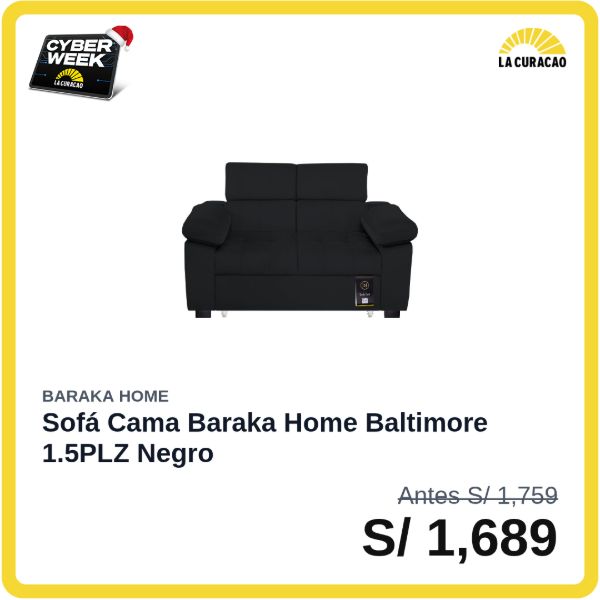 CYBER
WEEK
LA CURACAO
LA CURACAO
BARAKA HOME
Sofá Cama Baraka Home Baltimore
1.5PLZ Negro
Antes S/ 1,759
S/ 1,689